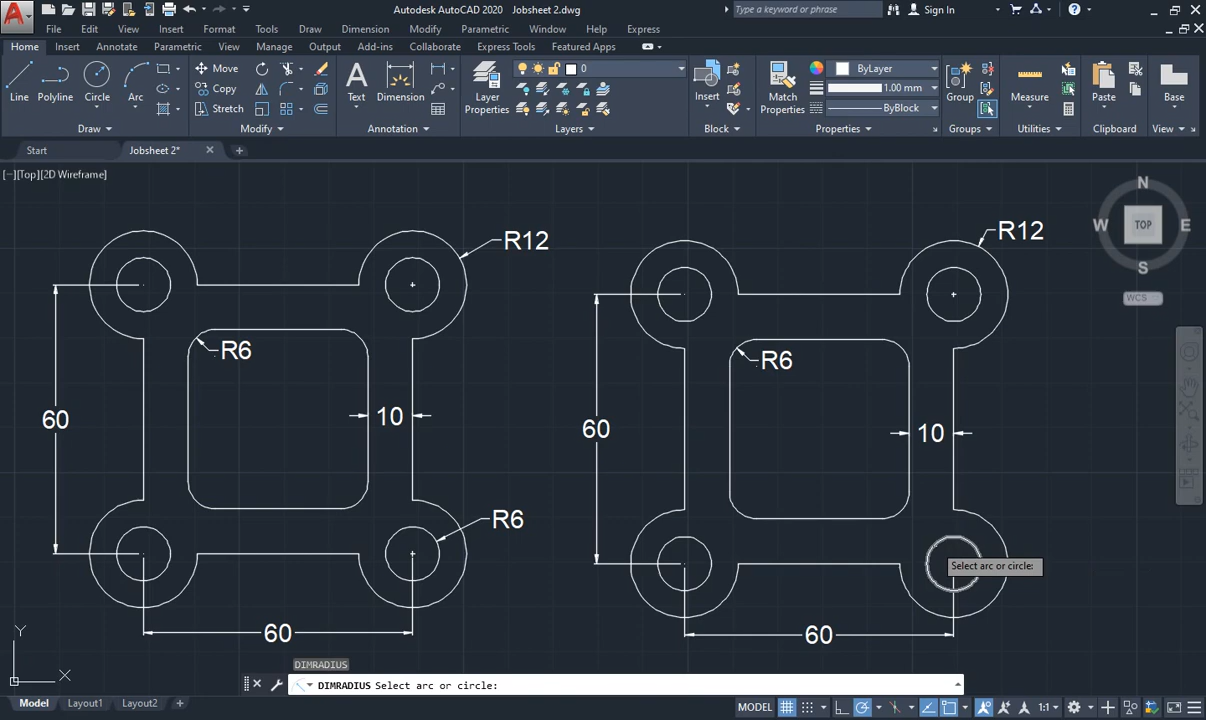 Autodesk AutoCAD 2020 Jobsheet 2.dwg
Type a keyword or phrase
Sign In
File Edit View Insert Format Tools Draw Dimension Modify Parametric Window Help Express
Home Insert Annotate Parametric View Manage Output Add-ins Collaborate Express Tools Featured Apps
Line Polyline Circle Arc
Move
Copy
Stretch
Text Dimension
Layer Properties
0
Insert
Match Properties
ByLayer
1.00 mm
ByBlock
Group
Measure
Paste
Base
Draw Modify Annotation Layers Block Properties Groups Utilities Clipboard View
Start Jobsheet 2*
[−][Top][2D Wireframe]
N
W TOP E
S
WCS
R12
R6
60
10
R6
60
R12
R6
60
10
60
Select arc or circle:
Y
X
DIMRADIUS
DIMRADIUS Select arc or circle:
Model Layout1 Layout2
MODEL
1:1